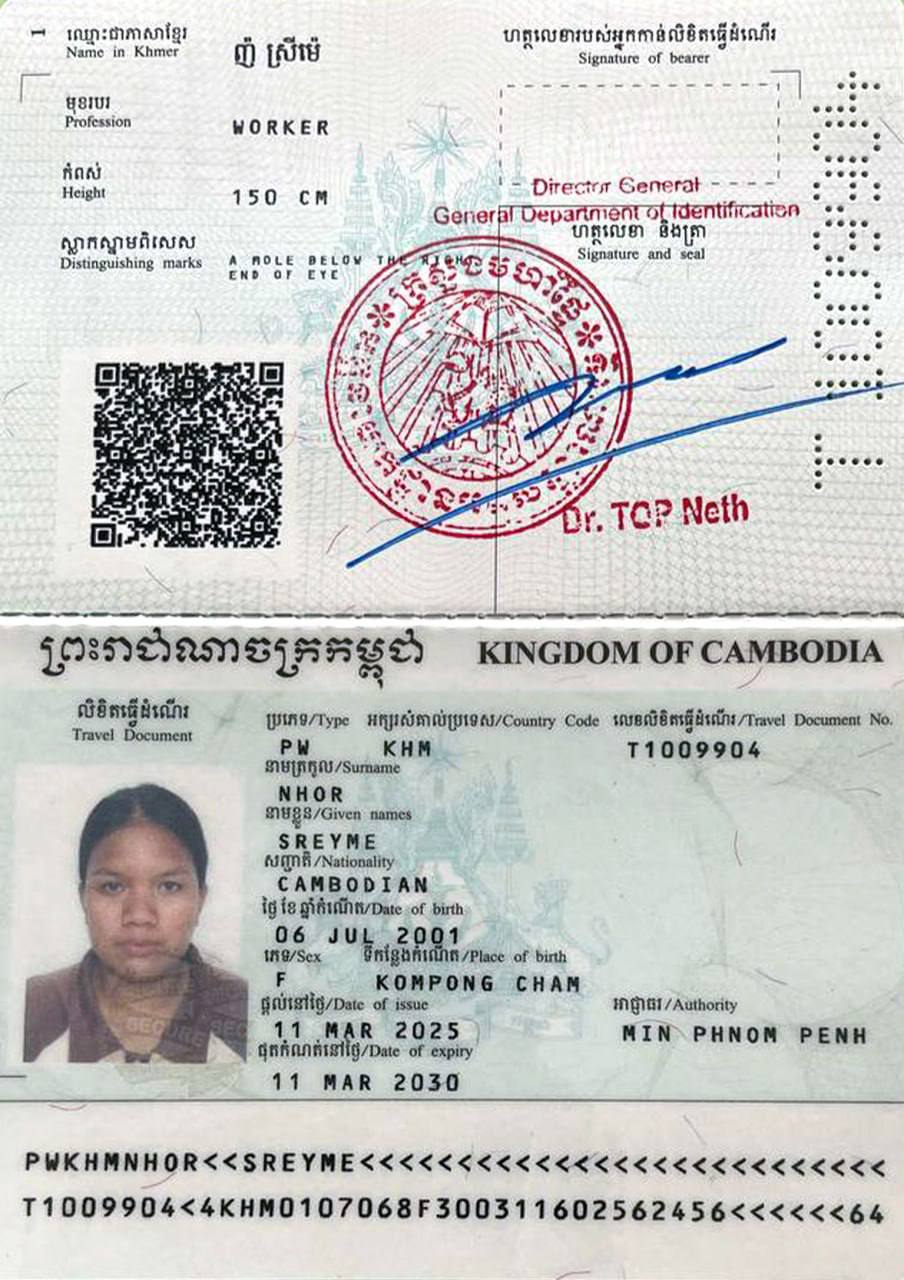 1
ឈ្មោះជាភាសាខ្មែរ
Name in Khmer
ញ៉ ស្រីម៉េ
ហត្ថលេខារបស់អ្នកកាន់លិខិតធ្វើដំណើរ
Signature of bearer
មុខរបរ
Profession
WORKER
កំពស់
Height
150 CM
Director General
General Department of Identification
ហត្ថលេខា និងត្រា
Signature and seal
ស្លាកស្នាមពិសេស
Distinguishing marks
A MOLE BELOW THE RIGHT
END OF EYE
T1009904
Dr. TOP Neth
ព្រះរាជាណាចក្រកម្ពុជា
KINGDOM OF CAMBODIA
លិខិតធ្វើដំណើរ
Travel Document
ប្រភេទ/Type អក្សរសំគាល់ប្រទេស/Country Code លេខលិខិតធ្វើដំណើរ/Travel Document No.
PW KHM T1009904
នាមត្រកូល/Surname
NHOR
នាមខ្លួន/Given names
SREYME
សញ្ជាតិ/Nationality
CAMBODIAN
ថ្ងៃ ខែ ឆ្នាំកំណើត/Date of birth
06 JUL 2001
ភេទ/Sex ទីកន្លែងកំណើត/Place of birth
F KOMPONG CHAM
ផ្តល់នៅថ្ងៃ/Date of issue អាជ្ញាធរ/Authority
11 MAR 2025 MIN PHNOM PENH
ផុតកំណត់នៅថ្ងៃ/Date of expiry
11 MAR 2030
SECURE
PWKHMNHOR<<SREYME<<<<<<<<<<<<<<<<<<<<<<<<<<<
T1009904<4KHM0107068F300311602562456<<<<<<64